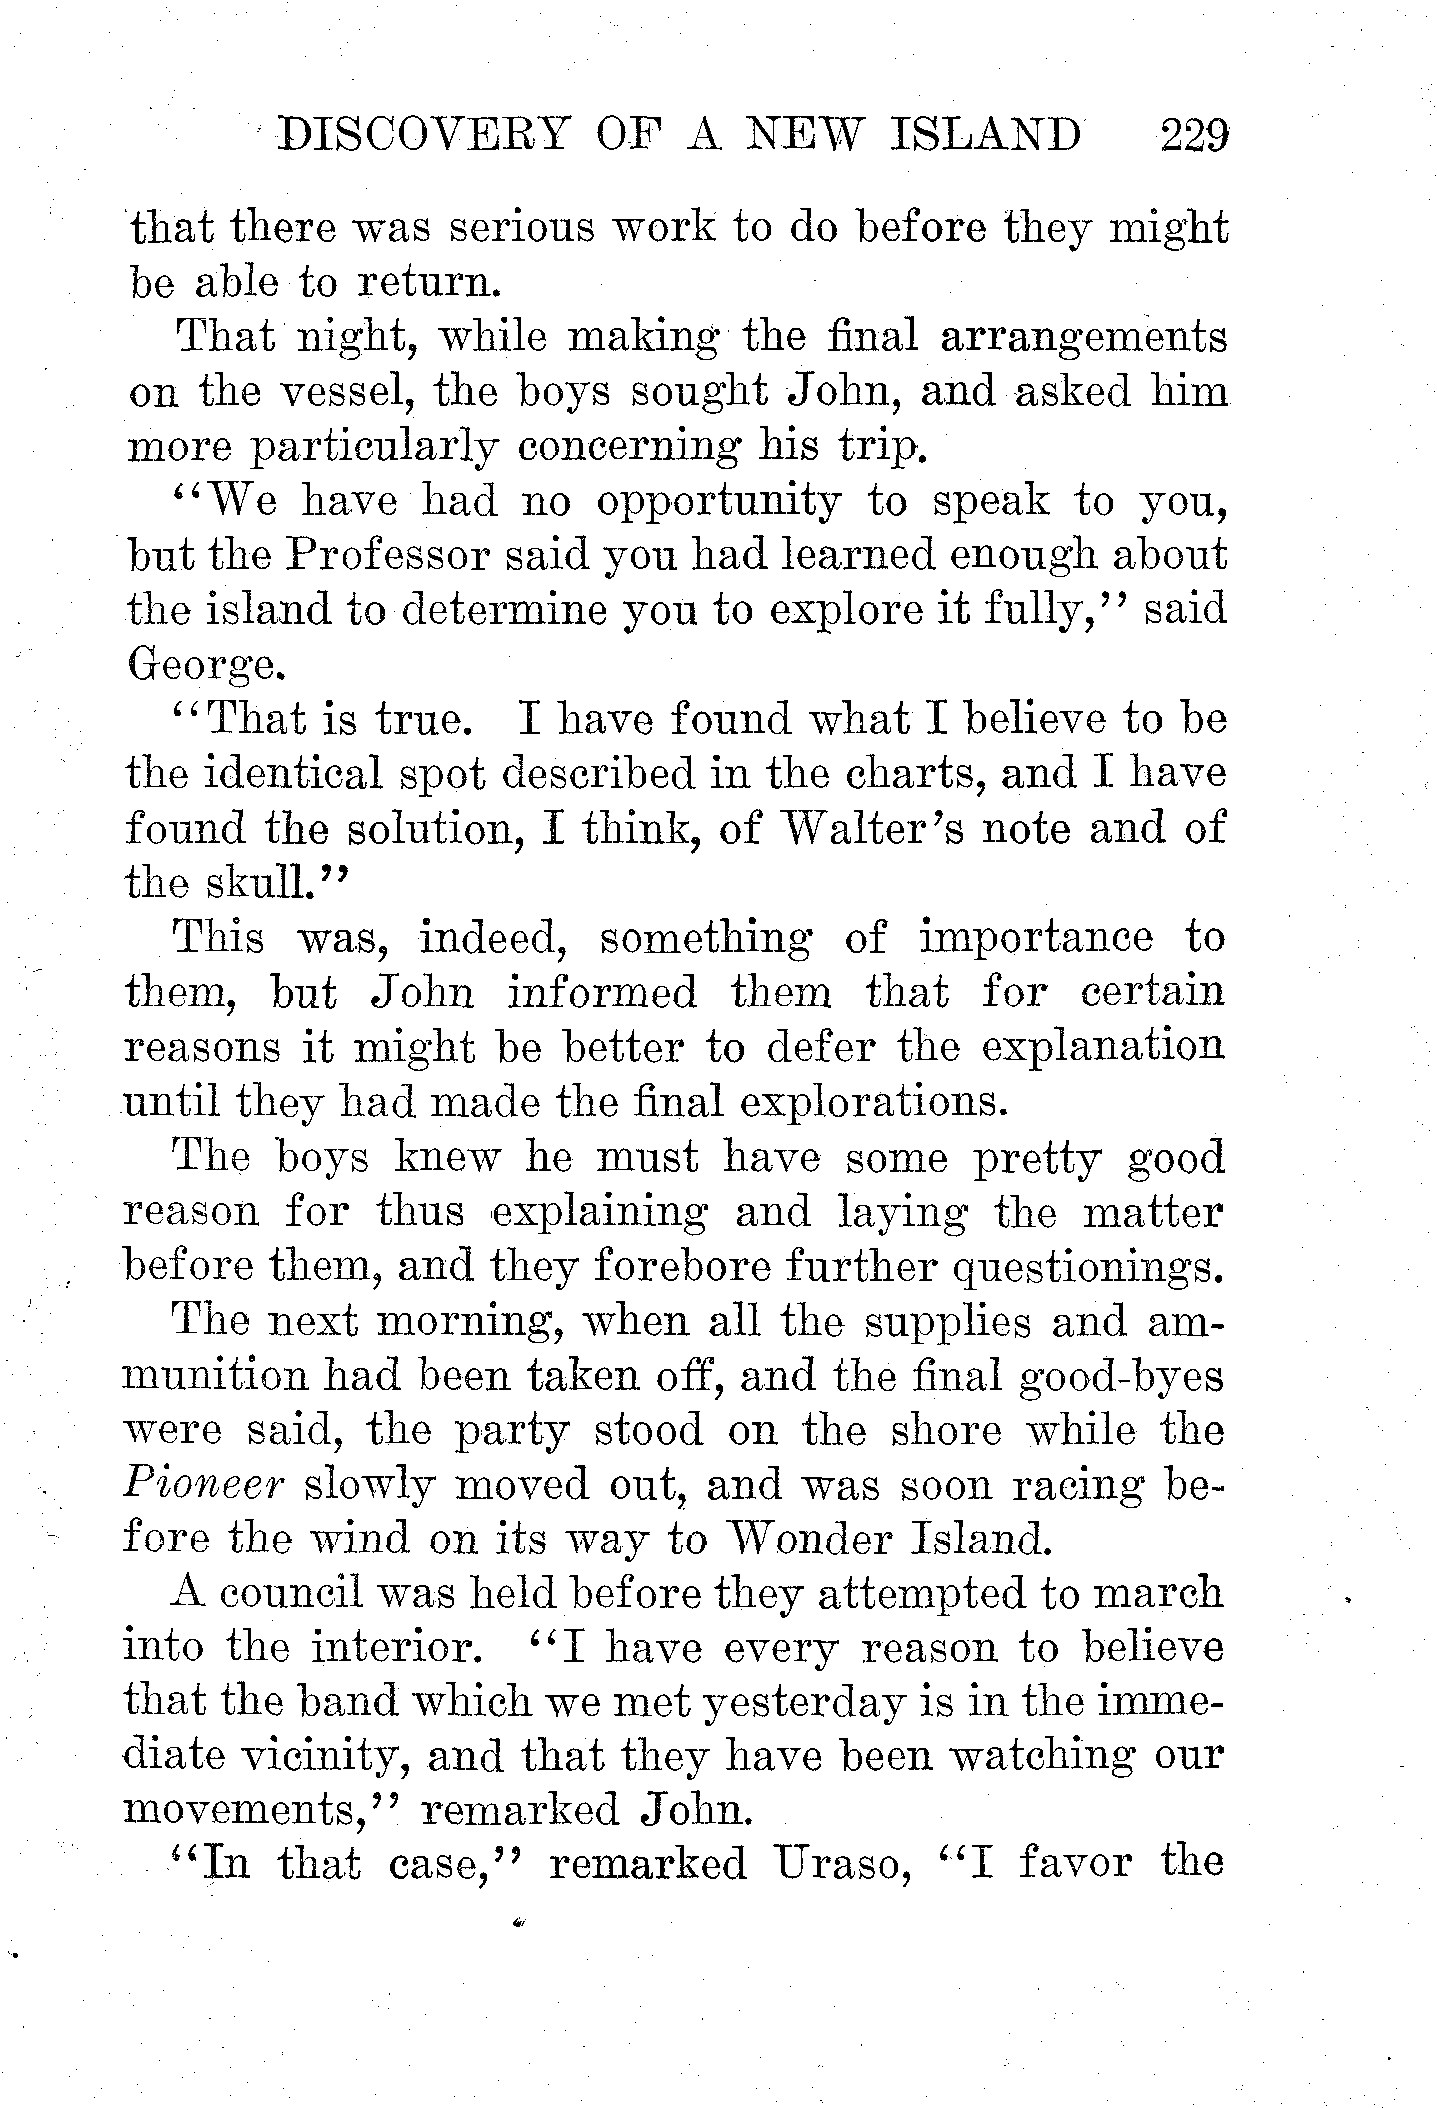 DISCOVERY OF A NEW ISLAND 229
that there was serious work to do before they might
be able to return.
That night, while making the final arrangements
on the vessel, the boys sought John, and asked him
more particularly concerning his trip.
"We have had no opportunity to speak to you,
but the Professor said you had learned enough about
the island to determine you to explore it fully," said
George.
"That is true. I have found what I believe to be
the identical spot described in the charts, and I have
found the solution, I think, of Walter's note and of
the skull."
This was, indeed, something of importance to
them, but John informed them that for certain
reasons it might be better to defer the explanation
until they had made the final explorations.
The boys knew he must have some pretty good
reason for thus explaining and laying the matter
before them, and they forebore further questionings.
The next morning, when all the supplies and am-
munition had been taken off, and the final good-byes
were said, the party stood on the shore while the
Pioneer slowly moved out, and was soon racing be-
fore the wind on its way to Wonder Island.
A council was held before they attempted to march
into the interior. "I have every reason to believe
that the band which we met yesterday is in the imme-
diate vicinity, and that they have been watching our
movements," remarked John.
"In that case," remarked Uraso, "I favor the